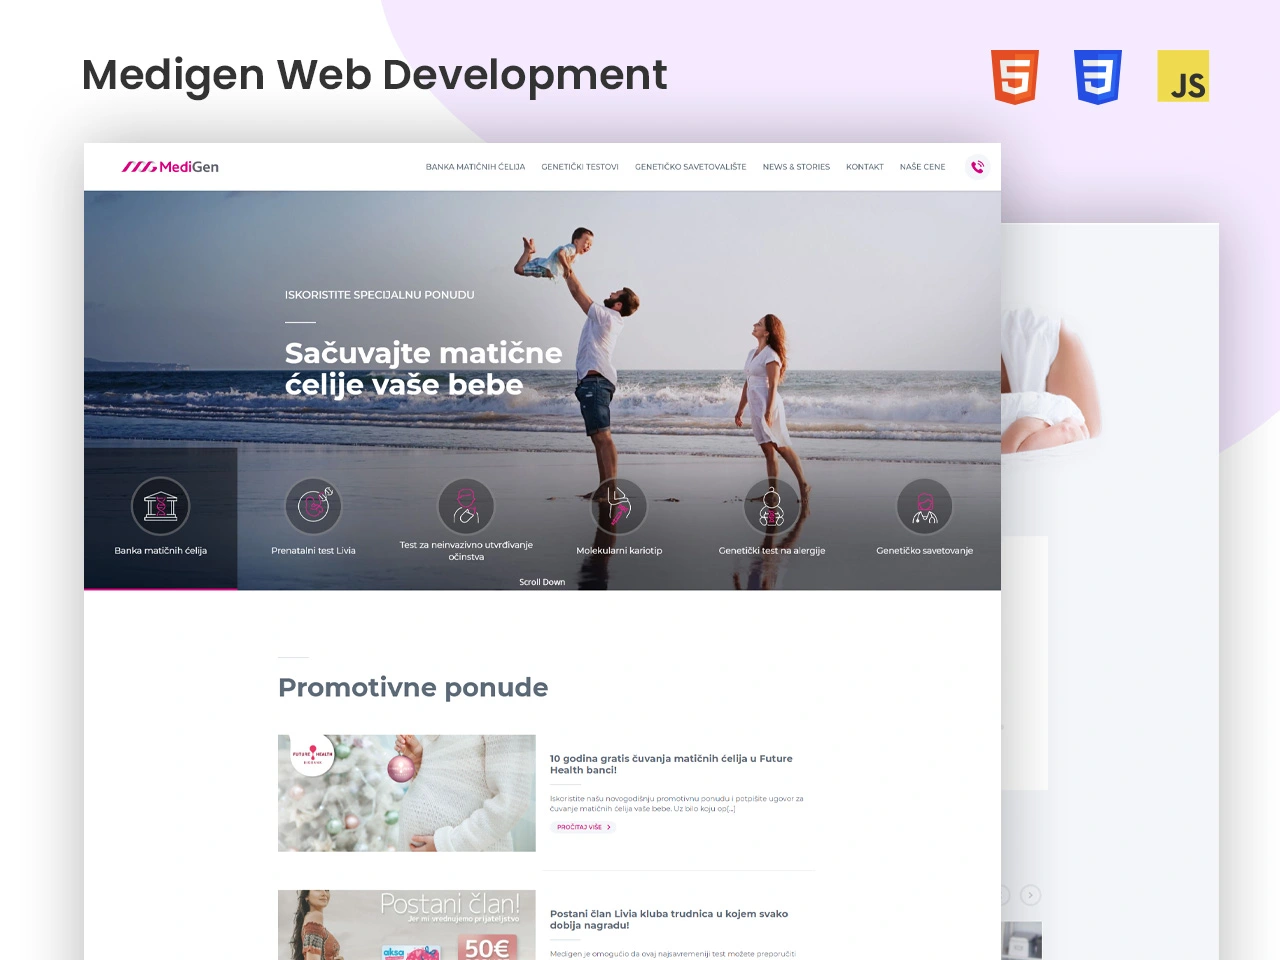 Medigen Web Development
5
3
JS
MediGen
BANKA MATIČNIH ĆELIJA
GENETIČKI TESTOVI
GENETIČKO SAVETOVALIŠTE
NEWS & STORIES
KONTAKT
NAŠE CENE
ISKORISTITE SPECIJALNU PONUDU
Sačuvajte matične
ćelije vaše bebe
Banka matičnih ćelija
Prenatalni test Livia
Test za neinvazivno utvrđivanje
očinstva
Molekularni kariotip
Genetički test na alergije
Genetičko savetovanje
Scroll Down
Promotivne ponude
FUTURE HEALTH
BIOBANK
10 godina gratis čuvanja matičnih ćelija u Future
Health banci!
Iskoristite našu novogodišnju promotivnu ponudu i potpišite ugovor za
čuvanje matičnih ćelija vaše bebe. Uz bilo koju op[...]
PROČITAJ VIŠE
Postani član!
Jer mi vrednujemo prijateljstvo
aksa
50€
Postani član Livia kluba trudnica u kojem svako
dobija nagradu!
Medigen je omogućio da ovaj najsavremeniji test možete preporučiti